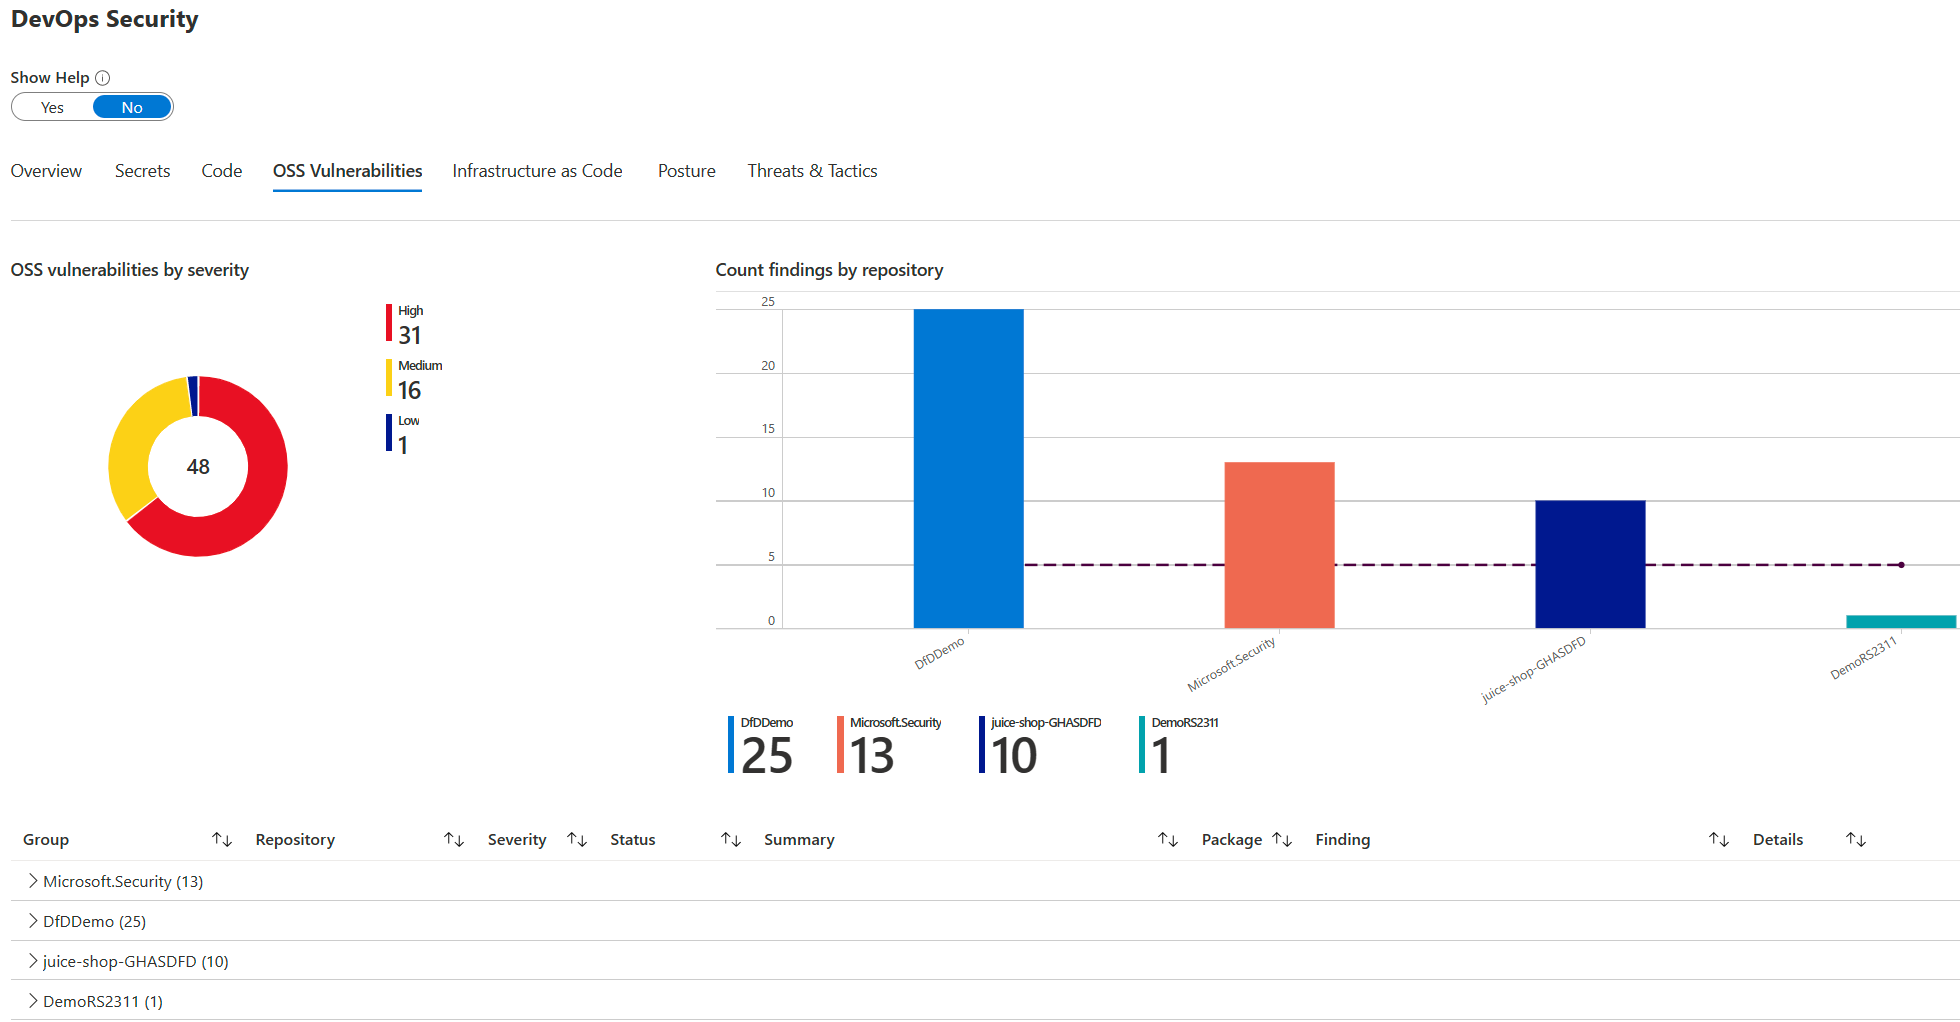 DevOps Security
Show Help
Yes No
Overview Secrets Code OSS Vulnerabilities Infrastructure as Code Posture Threats & Tactics
OSS vulnerabilities by severity
High
31
Medium
16
Low
1
48
Count findings by repository
25
20
15
10
5
0
DfDDemo Microsoft.Security juice-shop-GHASDFD DemoRS2311
DfDDemo
25
Microsoft.Security
13
juice-shop-GHASDFD
10
DemoRS2311
1
Group Repository Severity Status Summary Package Finding Details
Microsoft.Security (13)
DfDDemo (25)
juice-shop-GHASDFD (10)
DemoRS2311 (1)